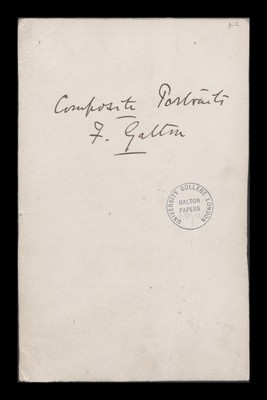 Composite Portraits
F. Galton
UNIVERSITY COLLEGE LONDON
GALTON
PAPERS